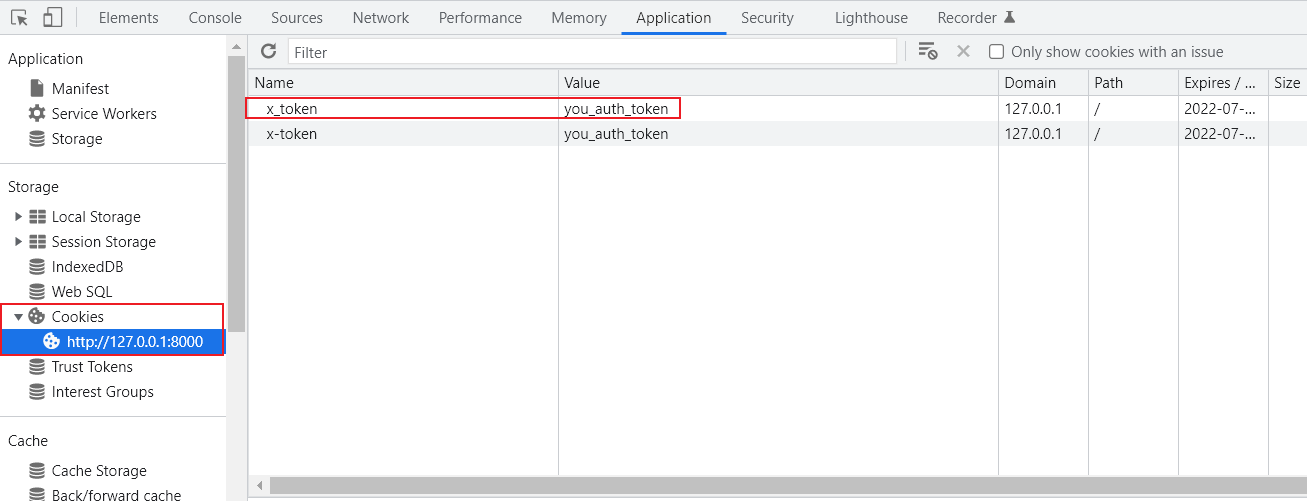 Elements Console Sources Network Performance Memory Application Security Lighthouse Recorder
Application
Manifest
Service Workers
Storage
Storage
Local Storage
Session Storage
IndexedDB
Web SQL
Cookies
http://127.0.0.1:8000
Trust Tokens
Interest Groups
Cache
Cache Storage
Back/forward cache
Filter Only show cookies with an issue
Name Value Domain Path Expires / ... Size
x_token you_auth_token 127.0.0.1 / 2022-07-...
x-token you_auth_token 127.0.0.1 / 2022-07-...